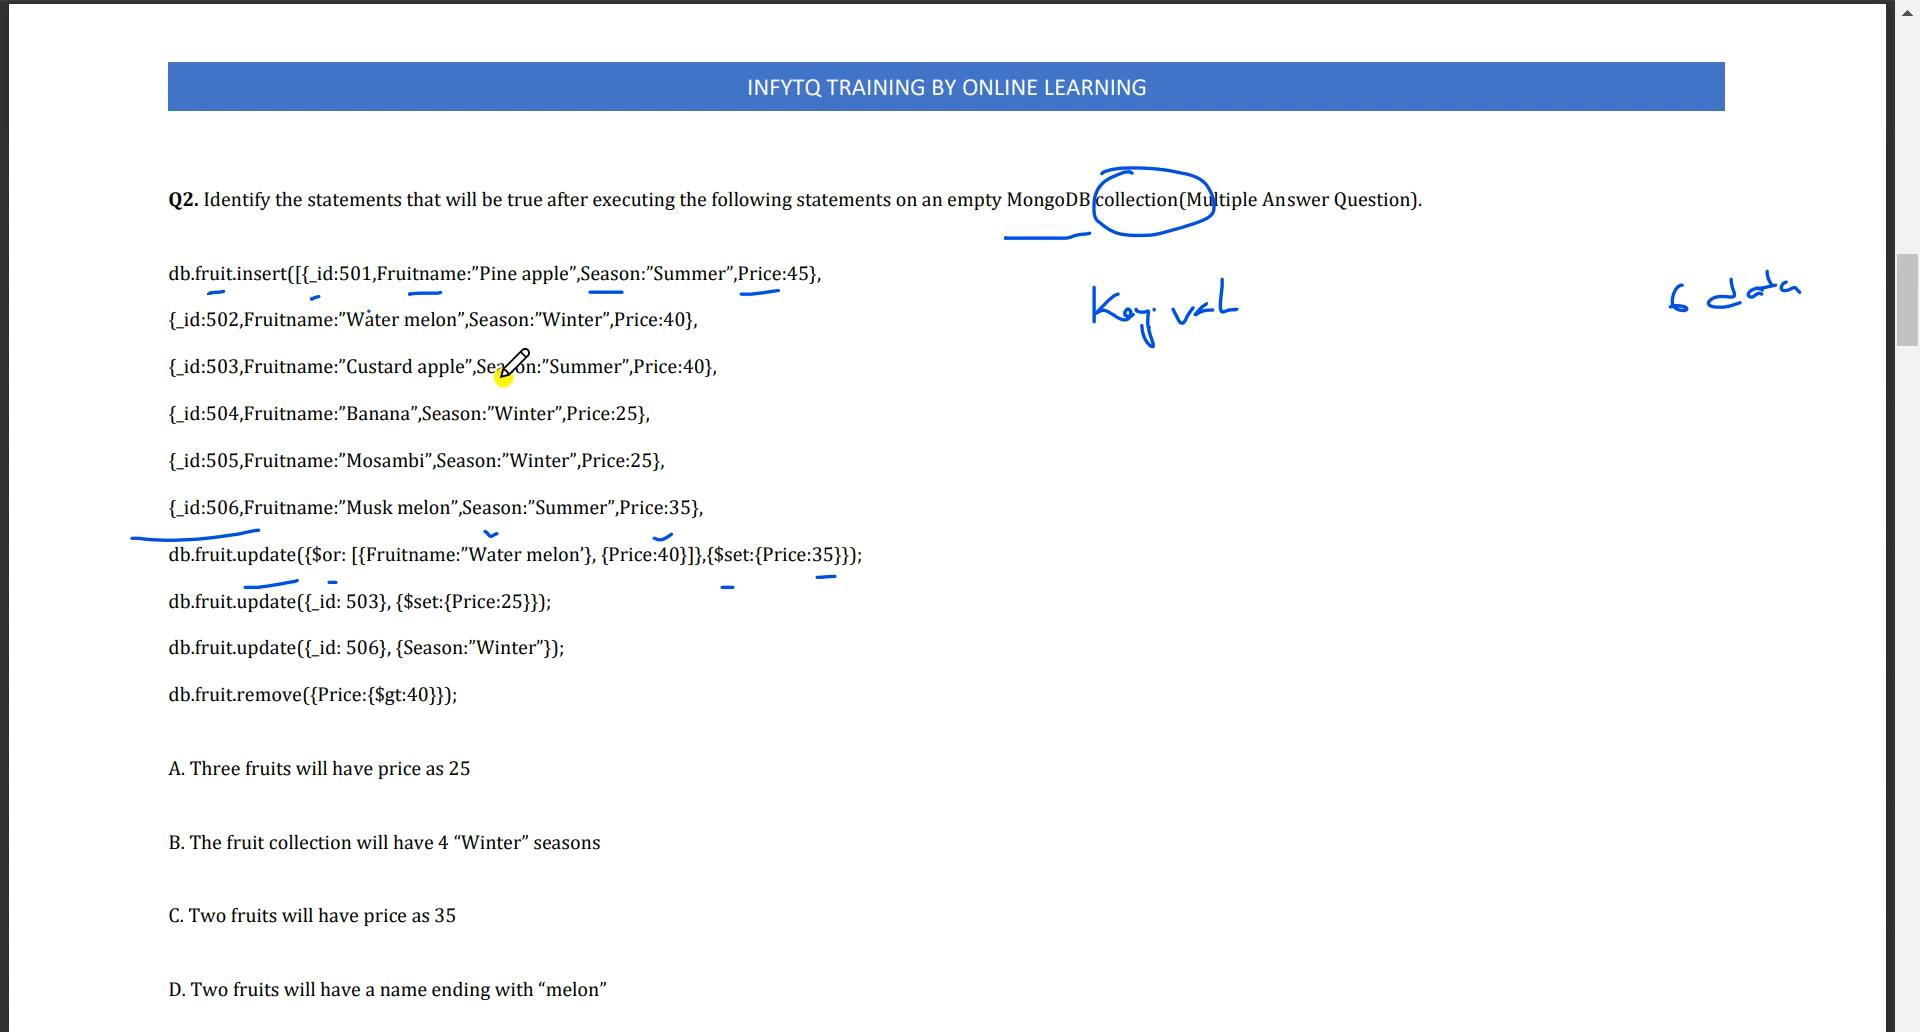 INFYTQ TRAINING BY ONLINE LEARNING
Q2. Identify the statements that will be true after executing the following statements on an empty MongoDB collection(Multiple Answer Question).
db.fruit.insert([{_id:501,Fruitname:”Pine apple”,Season:”Summer”,Price:45},
Key val
6 data
{_id:502,Fruitname:”Water melon”,Season:”Winter”,Price:40},
{_id:503,Fruitname:”Custard apple”,Season:”Summer”,Price:40},
{_id:504,Fruitname:”Banana”,Season:”Winter”,Price:25},
{_id:505,Fruitname:”Mosambi”,Season:”Winter”,Price:25},
{_id:506,Fruitname:”Musk melon”,Season:”Summer”,Price:35},
db.fruit.update({$or: [{Fruitname:”Water melon’}, {Price:40}]},{$set:{Price:35}});
db.fruit.update({_id: 503}, {$set:{Price:25}});
db.fruit.update({_id: 506}, {Season:”Winter”});
db.fruit.remove({Price:{$gt:40}});
A. Three fruits will have price as 25
B. The fruit collection will have 4 “Winter” seasons
C. Two fruits will have price as 35
D. Two fruits will have a name ending with “melon”